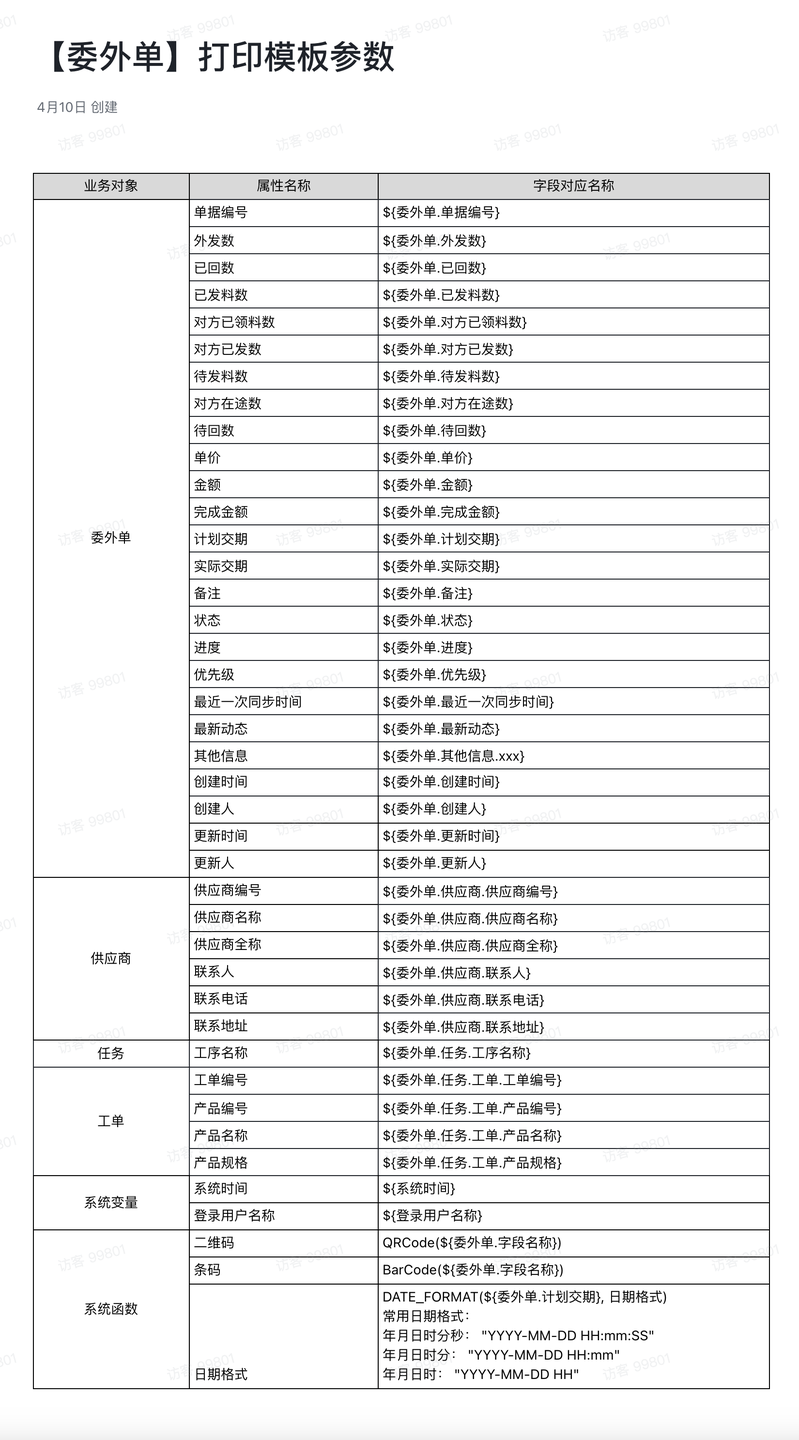 【委外单】打印模板参数
4月10日 创建
业务对象 属性名称 字段对应名称
委外单
单据编号 ${委外单.单据编号}
外发数 ${委外单.外发数}
已回数 ${委外单.已回数}
已发料数 ${委外单.已发料数}
对方已领料数 ${委外单.对方已领料数}
对方已发数 ${委外单.对方已发数}
待发料数 ${委外单.待发料数}
对方在途数 ${委外单.对方在途数}
待回数 ${委外单.待回数}
单价 ${委外单.单价}
金额 ${委外单.金额}
完成金额 ${委外单.完成金额}
计划交期 ${委外单.计划交期}
实际交期 ${委外单.实际交期}
备注 ${委外单.备注}
状态 ${委外单.状态}
进度 ${委外单.进度}
优先级 ${委外单.优先级}
最近一次同步时间 ${委外单.最近一次同步时间}
最新动态 ${委外单.最新动态}
其他信息 ${委外单.其他信息.xxx}
创建时间 ${委外单.创建时间}
创建人 ${委外单.创建人}
更新时间 ${委外单.更新时间}
更新人 ${委外单.更新人}
供应商
供应商编号 ${委外单.供应商.供应商编号}
供应商名称 ${委外单.供应商.供应商名称}
供应商全称 ${委外单.供应商.供应商全称}
联系人 ${委外单.供应商.联系人}
联系电话 ${委外单.供应商.联系电话}
联系地址 ${委外单.供应商.联系地址}
任务 工序名称 ${委外单.任务.工序名称}
工单
工单编号 ${委外单.任务.工单.工单编号}
产品编号 ${委外单.任务.工单.产品编号}
产品名称 ${委外单.任务.工单.产品名称}
产品规格 ${委外单.任务.工单.产品规格}
系统变量
系统时间 ${系统时间}
登录用户名称 ${登录用户名称}
系统函数
二维码 QRCode(${委外单.字段名称})
条码 BarCode(${委外单.字段名称})
日期格式
DATE_FORMAT(${委外单.计划交期}, 日期格式)
常用日期格式：
年月日时分秒： "YYYY-MM-DD HH:mm:SS"
年月日时分： "YYYY-MM-DD HH:mm"
年月日时： "YYYY-MM-DD HH"
访客 99801